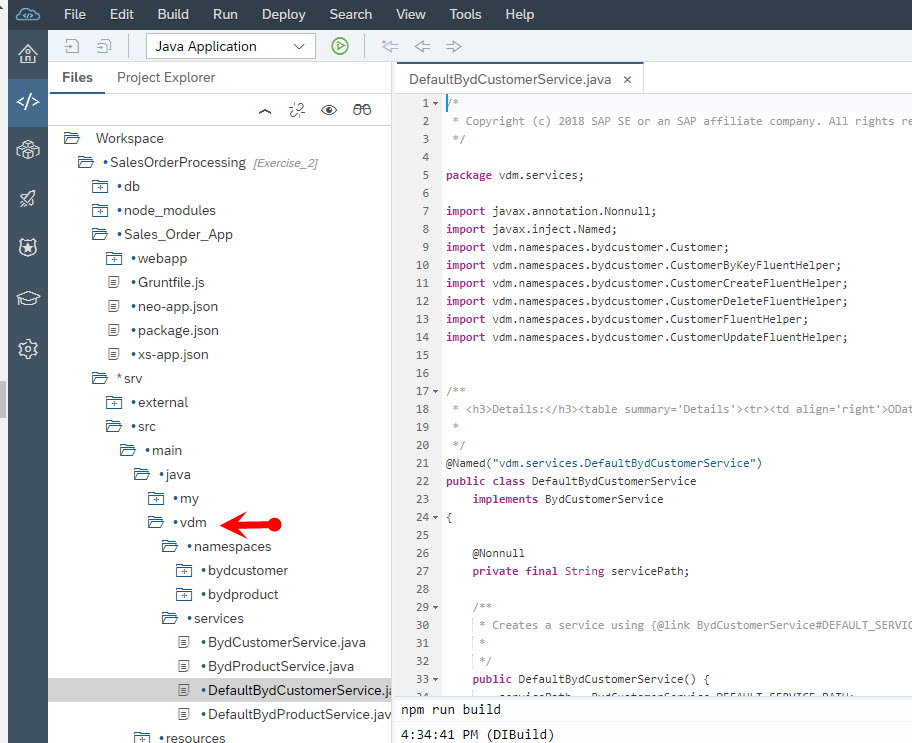 File Edit Build Run Deploy Search View Tools Help
Java Application
Files Project Explorer
DefaultBydCustomerService.java ×
Workspace
•SalesOrderProcessing [Exercise_2]
•db
•node_modules
•Sales_Order_App
•webapp
•Gruntfile.js
•neo-app.json
•package.json
•xs-app.json
*srv
•external
•src
•main
•java
•my
•vdm
•namespaces
•bydcustomer
•bydproduct
•services
•BydCustomerService.java
•BydProductService.java
•DefaultBydCustomerService.ja
•DefaultBydProductService.jav
•resources
1 /*
2 * Copyright (c) 2018 SAP SE or an SAP affiliate company. All rights re
3 */
4
5 package vdm.services;
6
7 import javax.annotation.Nonnull;
8 import javax.inject.Named;
9 import vdm.namespaces.bydcustomer.Customer;
10 import vdm.namespaces.bydcustomer.CustomerByKeyFluentHelper;
11 import vdm.namespaces.bydcustomer.CustomerCreateFluentHelper;
12 import vdm.namespaces.bydcustomer.CustomerDeleteFluentHelper;
13 import vdm.namespaces.bydcustomer.CustomerFluentHelper;
14 import vdm.namespaces.bydcustomer.CustomerUpdateFluentHelper;
15
16
17 /**
18 * <h3>Details:</h3><table summary='Details'><tr><td align='right'>ODat
19 *
20 */
21 @Named("vdm.services.DefaultBydCustomerService")
22 public class DefaultBydCustomerService
23 implements BydCustomerService
24 {
25
26 @Nonnull
27 private final String servicePath;
28
29 /**
30 * Creates a service using {@link BydCustomerService#DEFAULT_SERVIC
31 *
32 */
33 public DefaultBydCustomerService() {
34 servicePath = BydCustomerService.DEFAULT_SERVICE_PATH;
npm run build
4:34:41 PM (DIBuild)